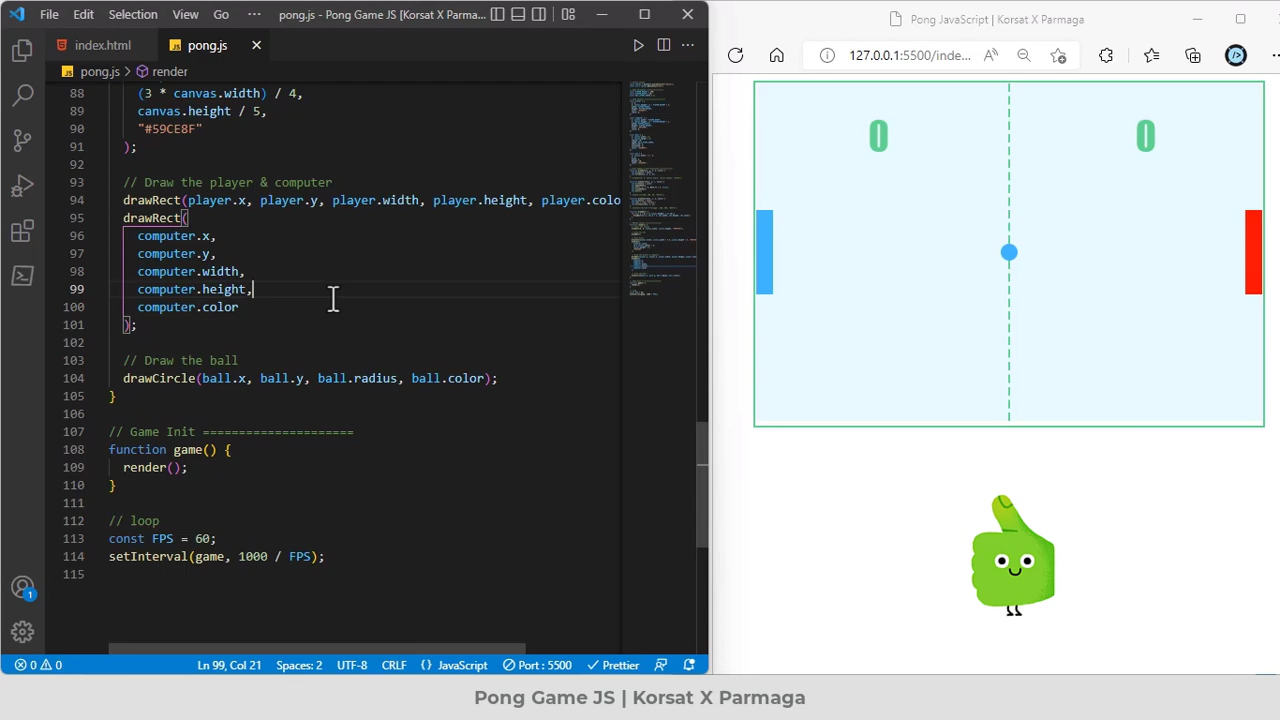 File Edit Selection View Go ··· pong.js - Pong Game JS [Korsat X Parma...
index.html
pong.js
pong.js > render
88 (3 * canvas.width) / 4,
89 canvas.height / 5,
90 "#59CE8F"
91 );
92
93 // Draw the player & computer
94 drawRect(player.x, player.y, player.width, player.height, player.colo
95 drawRect(
96 computer.x,
97 computer.y,
98 computer.width,
99 computer.height,
100 computer.color
101 );
102
103 // Draw the ball
104 drawCircle(ball.x, ball.y, ball.radius, ball.color);
105 }
106
107 // Game Init =====================
108 function game() {
109 render();
110 }
111
112 // loop
113 const FPS = 60;
114 setInterval(game, 1000 / FPS);
115
1
0 0 Ln 99, Col 21 Spaces: 2 UTF-8 CRLF {} JavaScript Port : 5500 Prettier
Pong JavaScript | Korsat X Parmaga
127.0.0.1:5500/inde...
0 0
Pong Game JS | Korsat X Parmaga